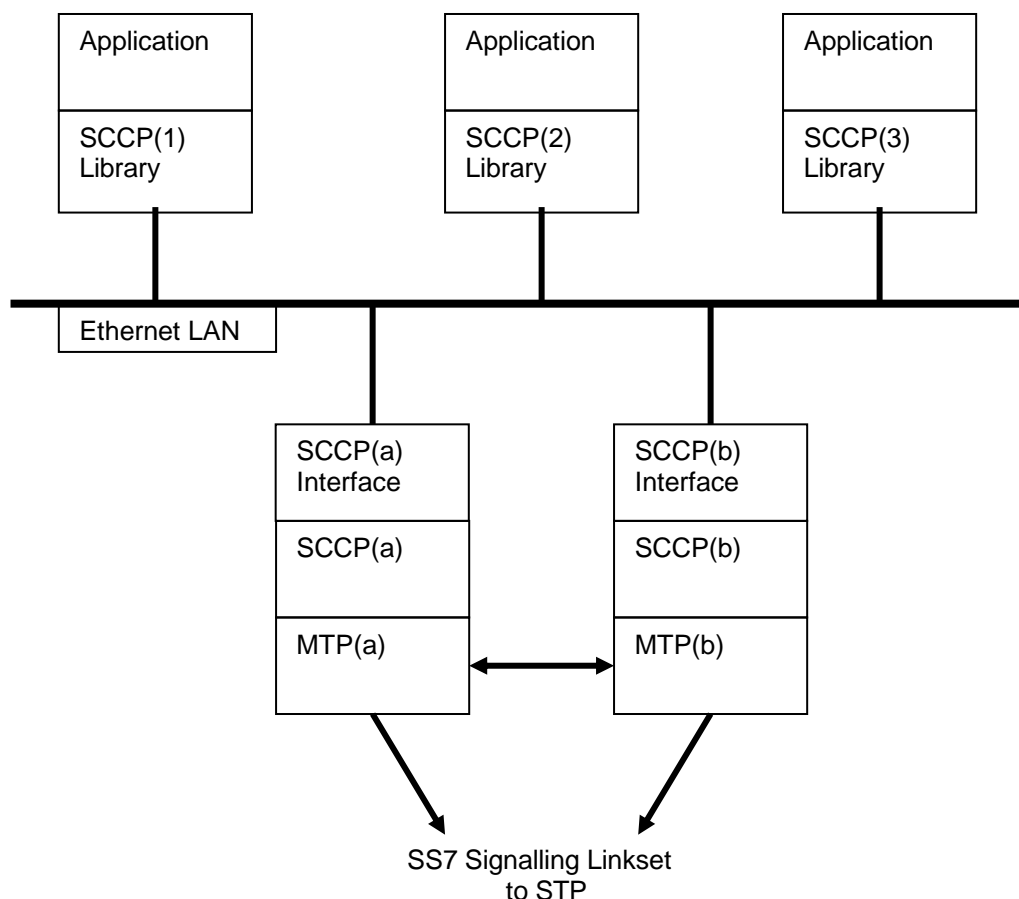 Application
Application
Application
SCCP(1)
Library
SCCP(2)
Library
SCCP(3)
Library
Ethernet LAN
SCCP(a)
Interface
SCCP(b)
Interface
SCCP(a)
SCCP(b)
MTP(a)
MTP(b)
SS7 Signalling Linkset
to STP